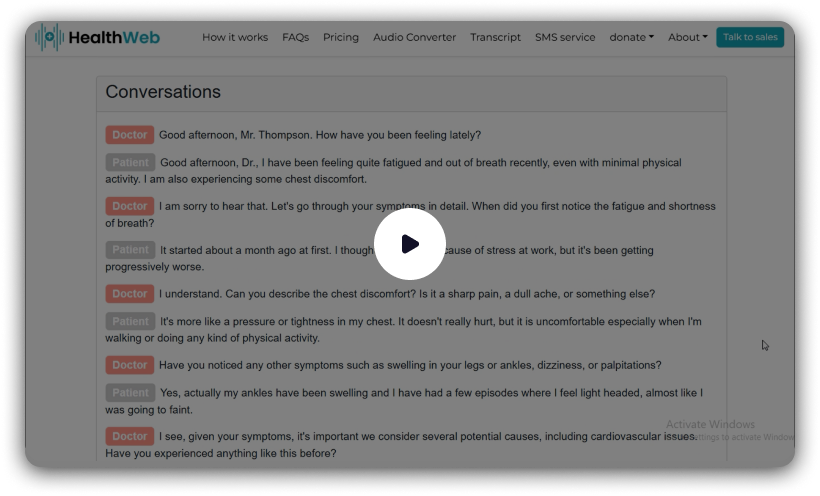 HealthWeb How it works FAQs Pricing Audio Converter Transcript SMS service donate About Talk to sales
Conversations
Doctor Good afternoon, Mr. Thompson. How have you been feeling lately?
Patient Good afternoon, Dr., I have been feeling quite fatigued and out of breath recently, even with minimal physical
activity. I am also experiencing some chest discomfort.
Doctor I am sorry to hear that. Let's go through your symptoms in detail. When did you first notice the fatigue and shortness
of breath?
Patient It started about a month ago at first. I though cause of stress at work, but it's been getting
progressively worse.
Doctor I understand. Can you describe the chest discomfort? Is it a sharp pain, a dull ache, or something else?
Patient It's more like a pressure or tightness in my chest. It doesn't really hurt, but it is uncomfortable especially when I'm
walking or doing any kind of physical activity.
Doctor Have you noticed any other symptoms such as swelling in your legs or ankles, dizziness, or palpitations?
Patient Yes, actually my ankles have been swelling and I have had a few episodes where I feel light headed, almost like I
was going to faint.
Doctor I see, given your symptoms, it's important we consider several potential causes, including cardiovascular issues.
Have you experienced anything like this before?
Activate Windows
to activate Window